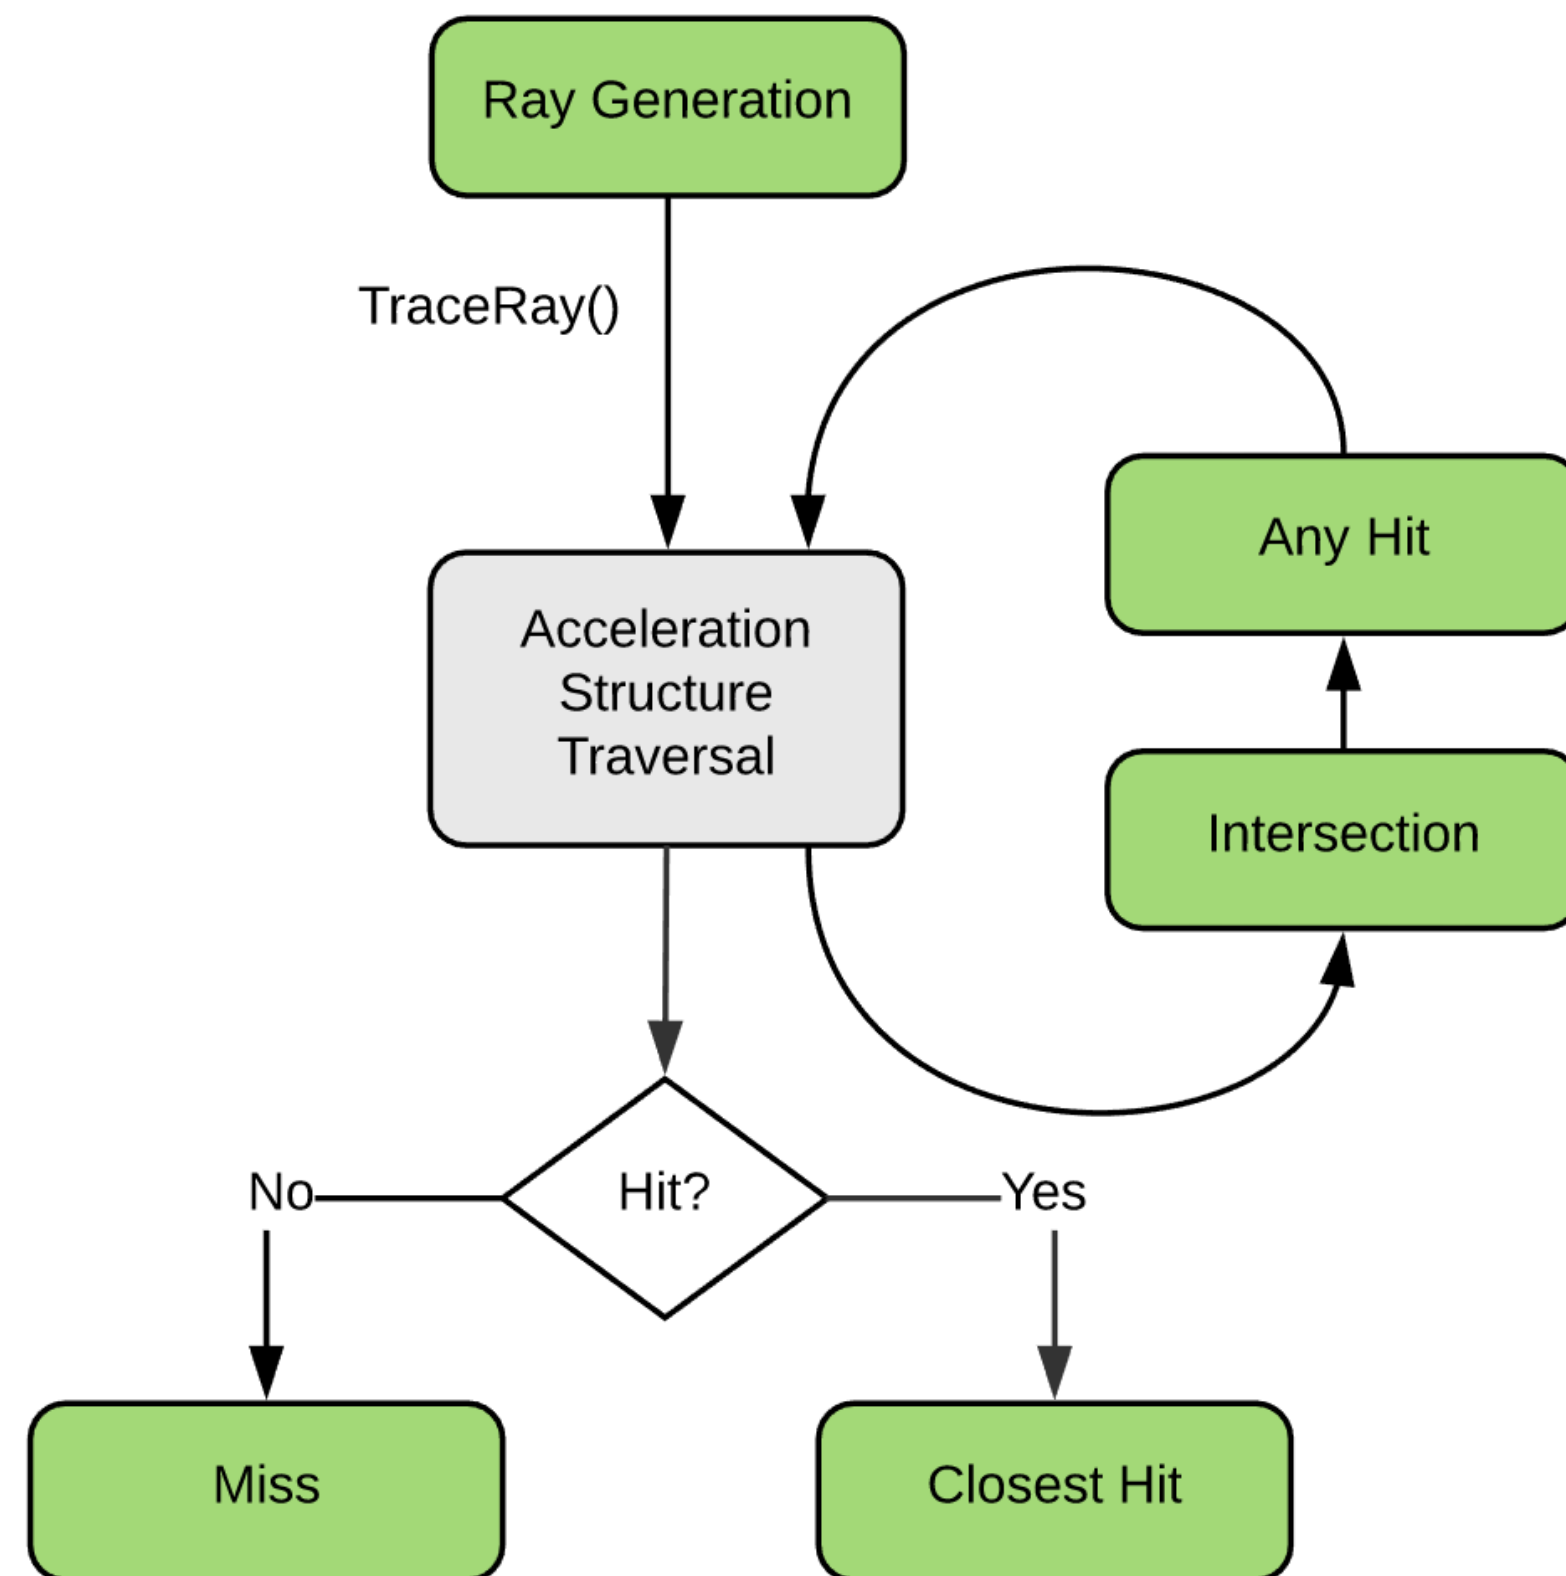 Ray Generation
TraceRay()
Any Hit
Acceleration
Structure
Traversal
Intersection
Hit?
No
Yes
Miss
Closest Hit